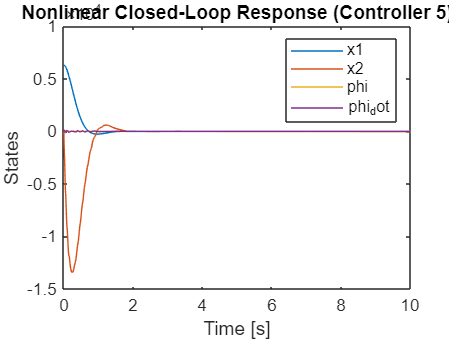 Nonlinear Closed-Loop Response (Controller 5)
1
0.5
0
-0.5
-1
-1.5
States
0 2 4 6 8 10
Time [s]
x1
x2
phi
phi_dot